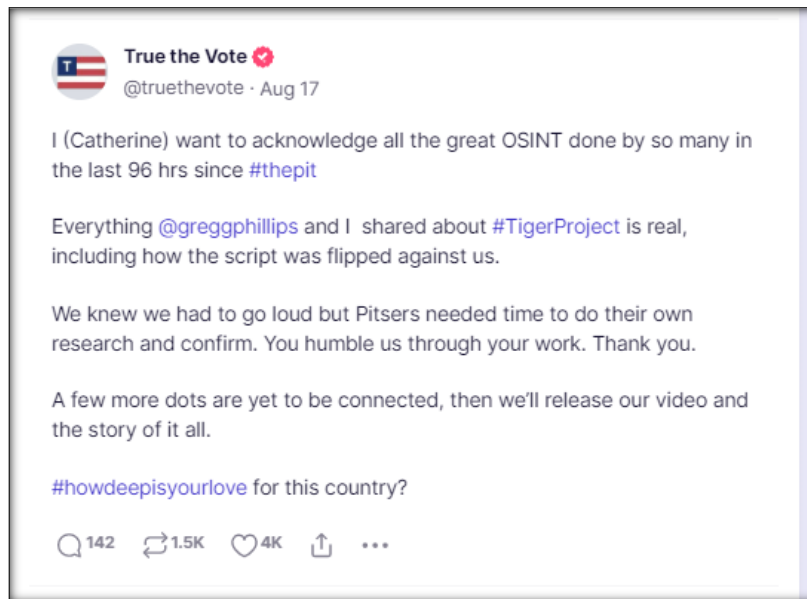 True the Vote
@truethevote · Aug 17
I (Catherine) want to acknowledge all the great OSINT done by so many in
the last 96 hrs since #thepit
Everything @greggphillips and I shared about #TigerProject is real,
including how the script was flipped against us.
We knew we had to go loud but Pitsers needed time to do their own
research and confirm. You humble us through your work. Thank you.
A few more dots are yet to be connected, then we'll release our video and
the story of it all.
#howdeepisyourlove for this country?
142 1.5K 4K